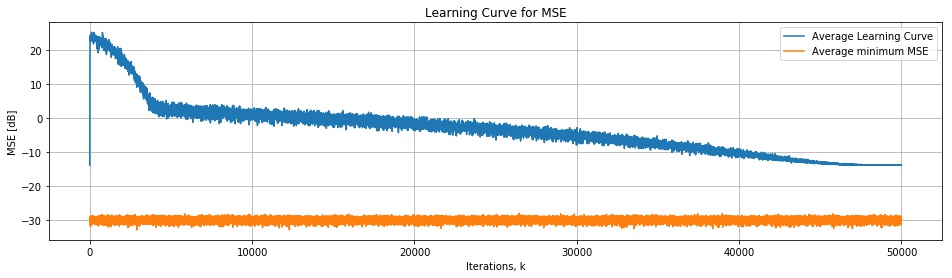 Learning Curve for MSE
Average Learning Curve
Average minimum MSE
MSE [dB]
20
10
0
−10
−20
−30
0
10000
20000
30000
40000
50000
Iterations, k